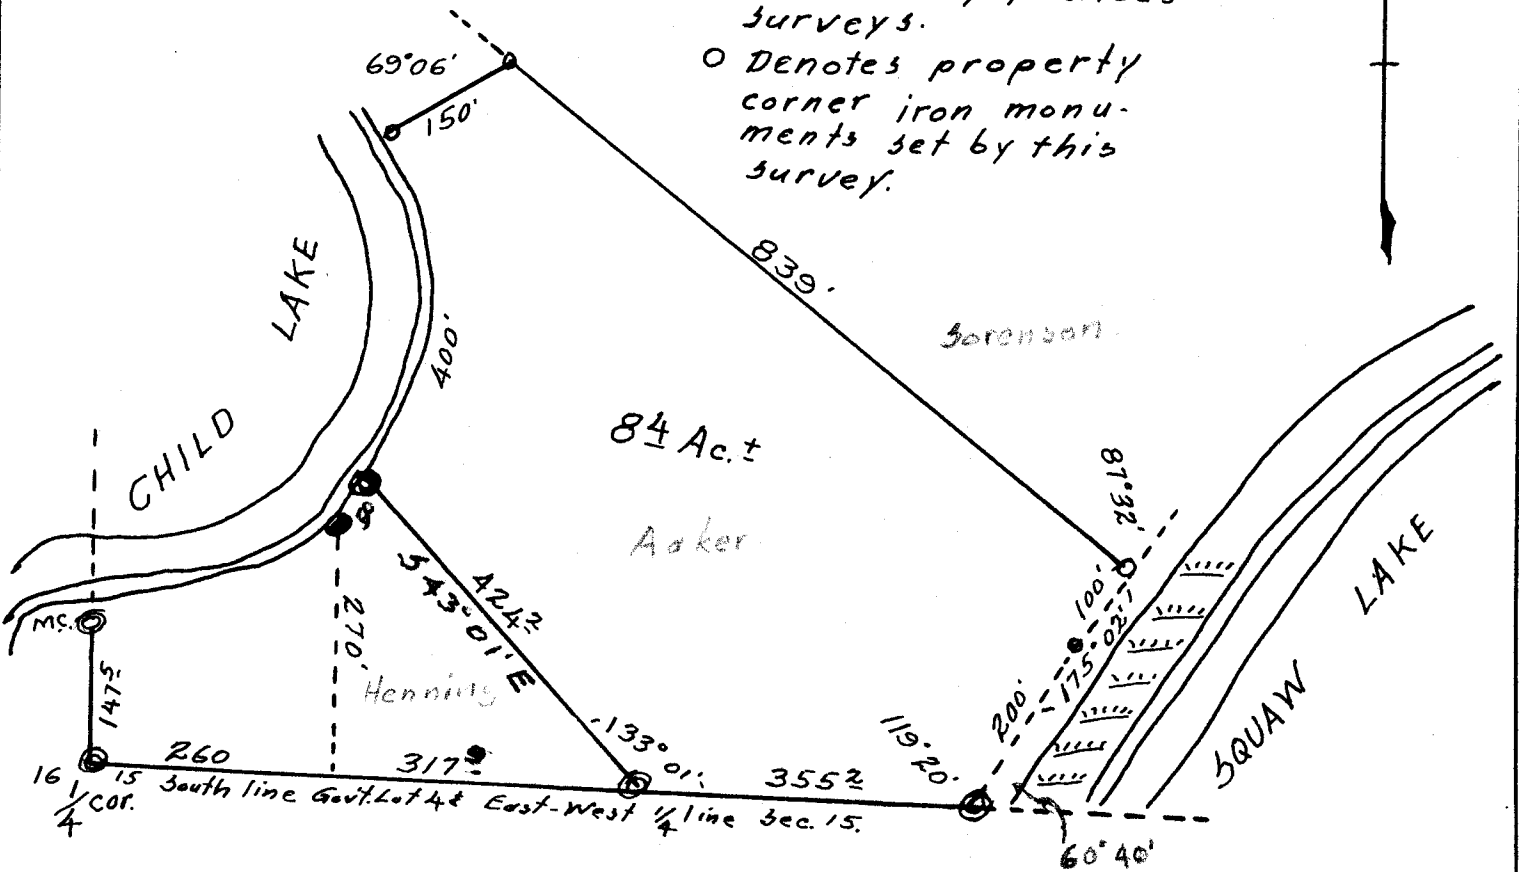 surveys.
O Denotes property
corner iron monu-
ments set by this
survey.
69°06'
150'
839'
LAKE
400'
Sorenson
CHILD
8 4 Ac. ±
87°32'
Aaker
LAKE
424 2
S 43° 01' E
270'
100'
175° 02'
M.C.
147 5
Henning
200'
SQUAW
133° 01'
119° 20'
260
317
355 2
16
15
1/4 cor.
South line Govt. Lot 4 & East-West 1/4 line Sec. 15.
60° 40'